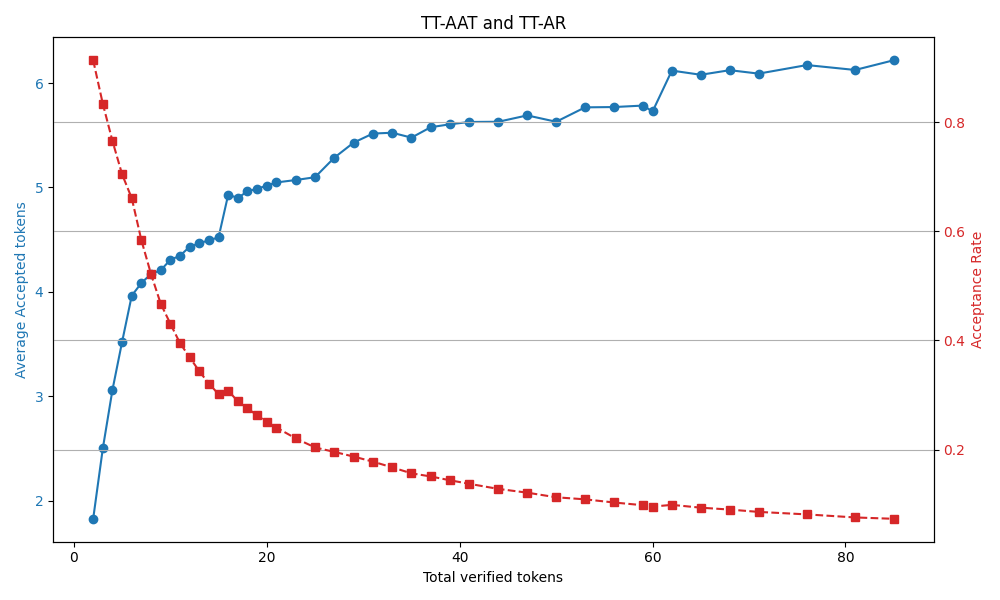 TT-AAT and TT-AR
Average Accepted tokens
6
5
4
3
2
0.8
0.6
0.4
0.2
Acceptance Rate
0 20 40 60 80
Total verified tokens